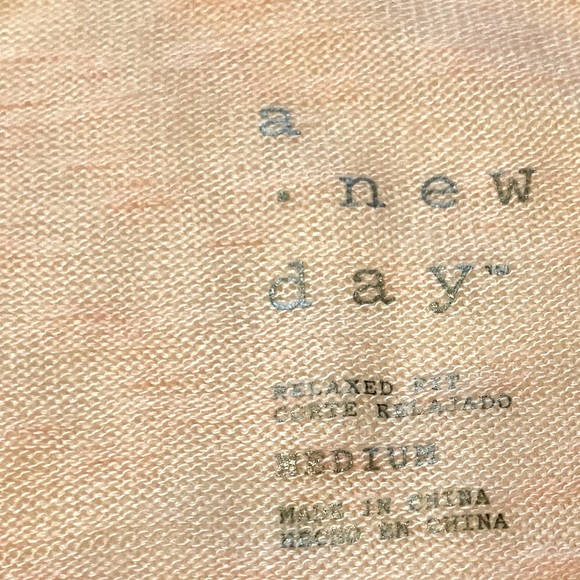 a
. new
day™
RELAXED FIT
CORTE RELAJADO
MEDIUM
MADE IN CHINA
HECHO EN CHINA